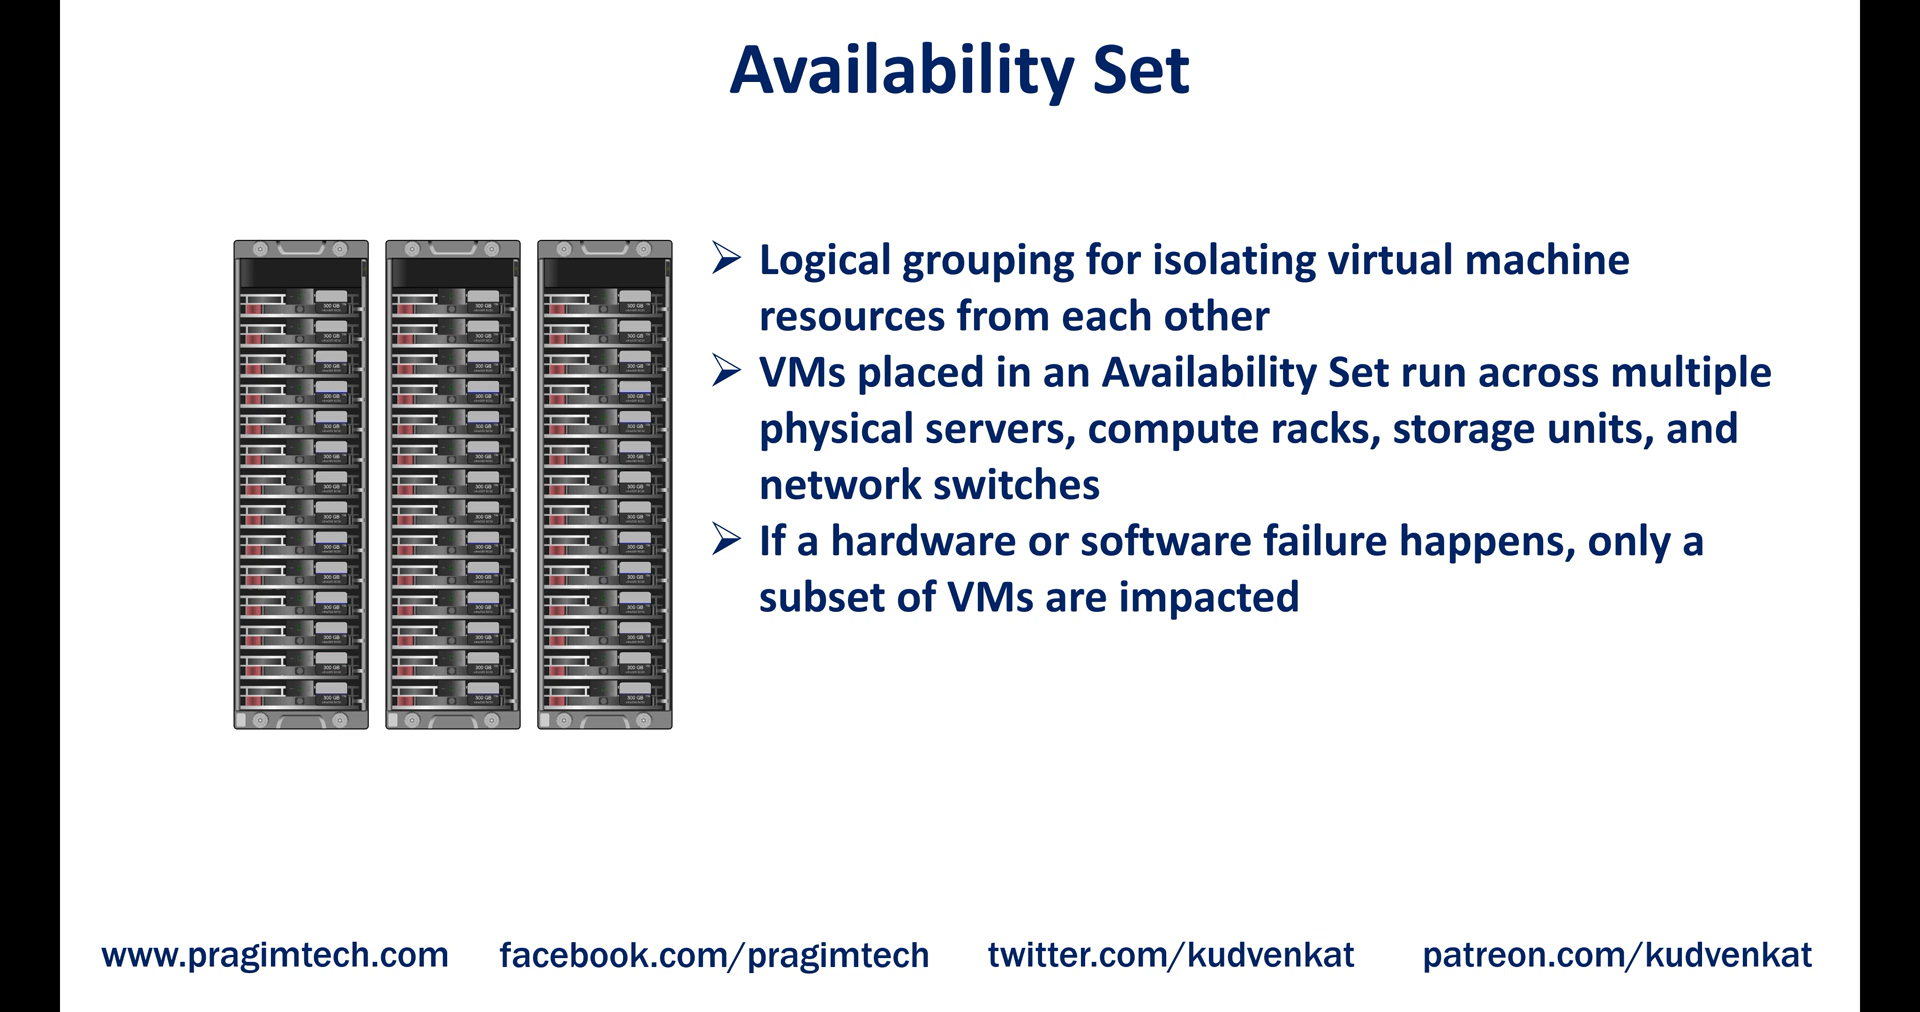 Availability Set
➢ Logical grouping for isolating virtual machine
resources from each other
➢ VMs placed in an Availability Set run across multiple
physical servers, compute racks, storage units, and
network switches
➢ If a hardware or software failure happens, only a
subset of VMs are impacted
www.pragimtech.com facebook.com/pragimtech twitter.com/kudvenkat patreon.com/kudvenkat